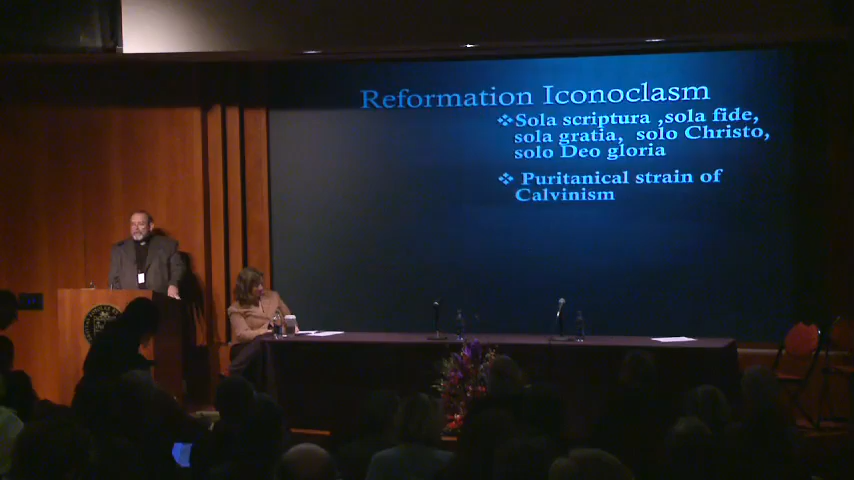 Reformation Iconoclasm
❖Sola scriptura ,sola fide,
sola gratia, solo Christo,
solo Deo gloria
❖ Puritanical strain of
Calvinism